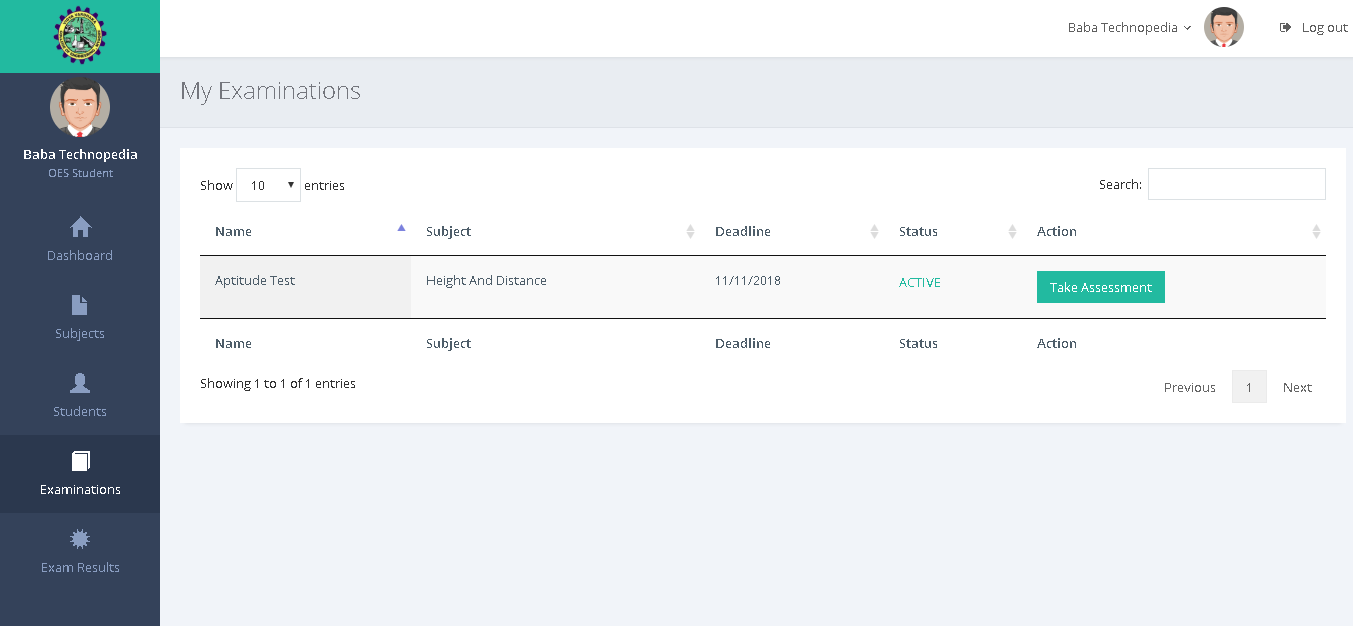 Baba Technopedia
Log out
Baba Technopedia
OES Student
Dashboard
Subjects
Students
Examinations
Exam Results
My Examinations
Show 10 entries
Search:
Name Subject Deadline Status Action
Aptitude Test Height And Distance 11/11/2018 ACTIVE Take Assessment
Name Subject Deadline Status Action
Showing 1 to 1 of 1 entries
Previous 1 Next